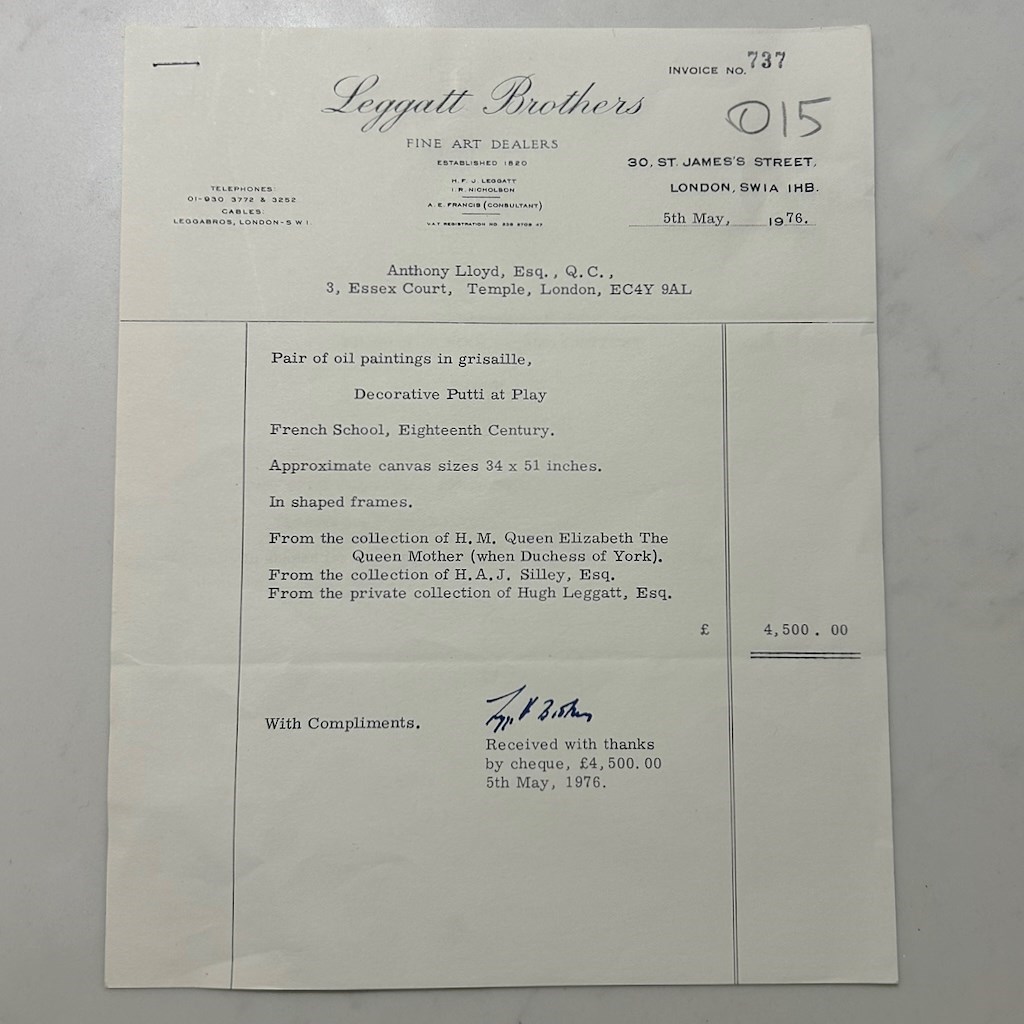 INVOICE NO. 737
Leggatt Brothers
015
FINE ART DEALERS
ESTABLISHED 1820
30, ST. JAMES'S STREET,
LONDON, SW1A 1HB.
H. F. J. LEGGATT
I. R. NICHOLSON
A. E. FRANCIS (CONSULTANT)
V.A.T REGISTRATION NO
TELEPHONES:
01-930 3772 & 3252
CABLES:
LEGGABROS, LONDON-S.W.1.
5th May, 1976.
Anthony Lloyd, Esq., Q.C.,
3, Essex Court, Temple, London, EC4Y 9AL
Pair of oil paintings in grisaille,
Decorative Putti at Play
French School, Eighteenth Century.
Approximate canvas sizes 34 x 51 inches.
In shaped frames.
From the collection of H.M. Queen Elizabeth The
Queen Mother (when Duchess of York).
From the collection of H.A.J. Silley, Esq.
From the private collection of Hugh Leggatt, Esq.
£ 4,500.00
With Compliments.
Received with thanks
by cheque, £4,500.00
5th May, 1976.